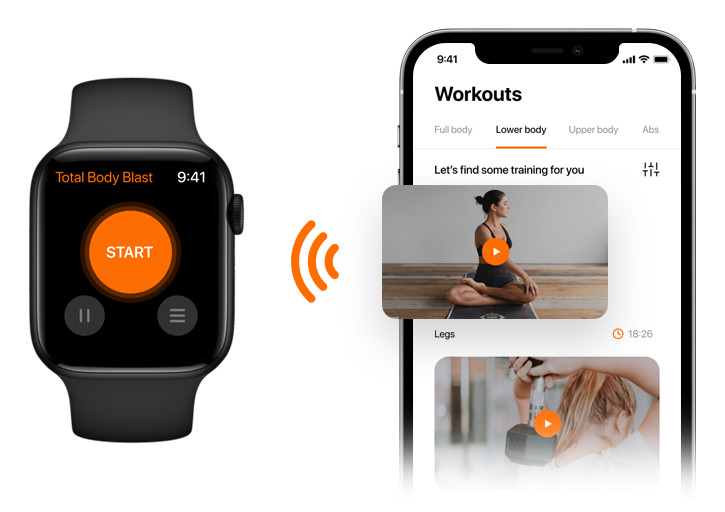 Total Body Blast 9:41
START
9:41
Workouts
Full body Lower body Upper body Abs
Let's find some training for you
Legs 18:26